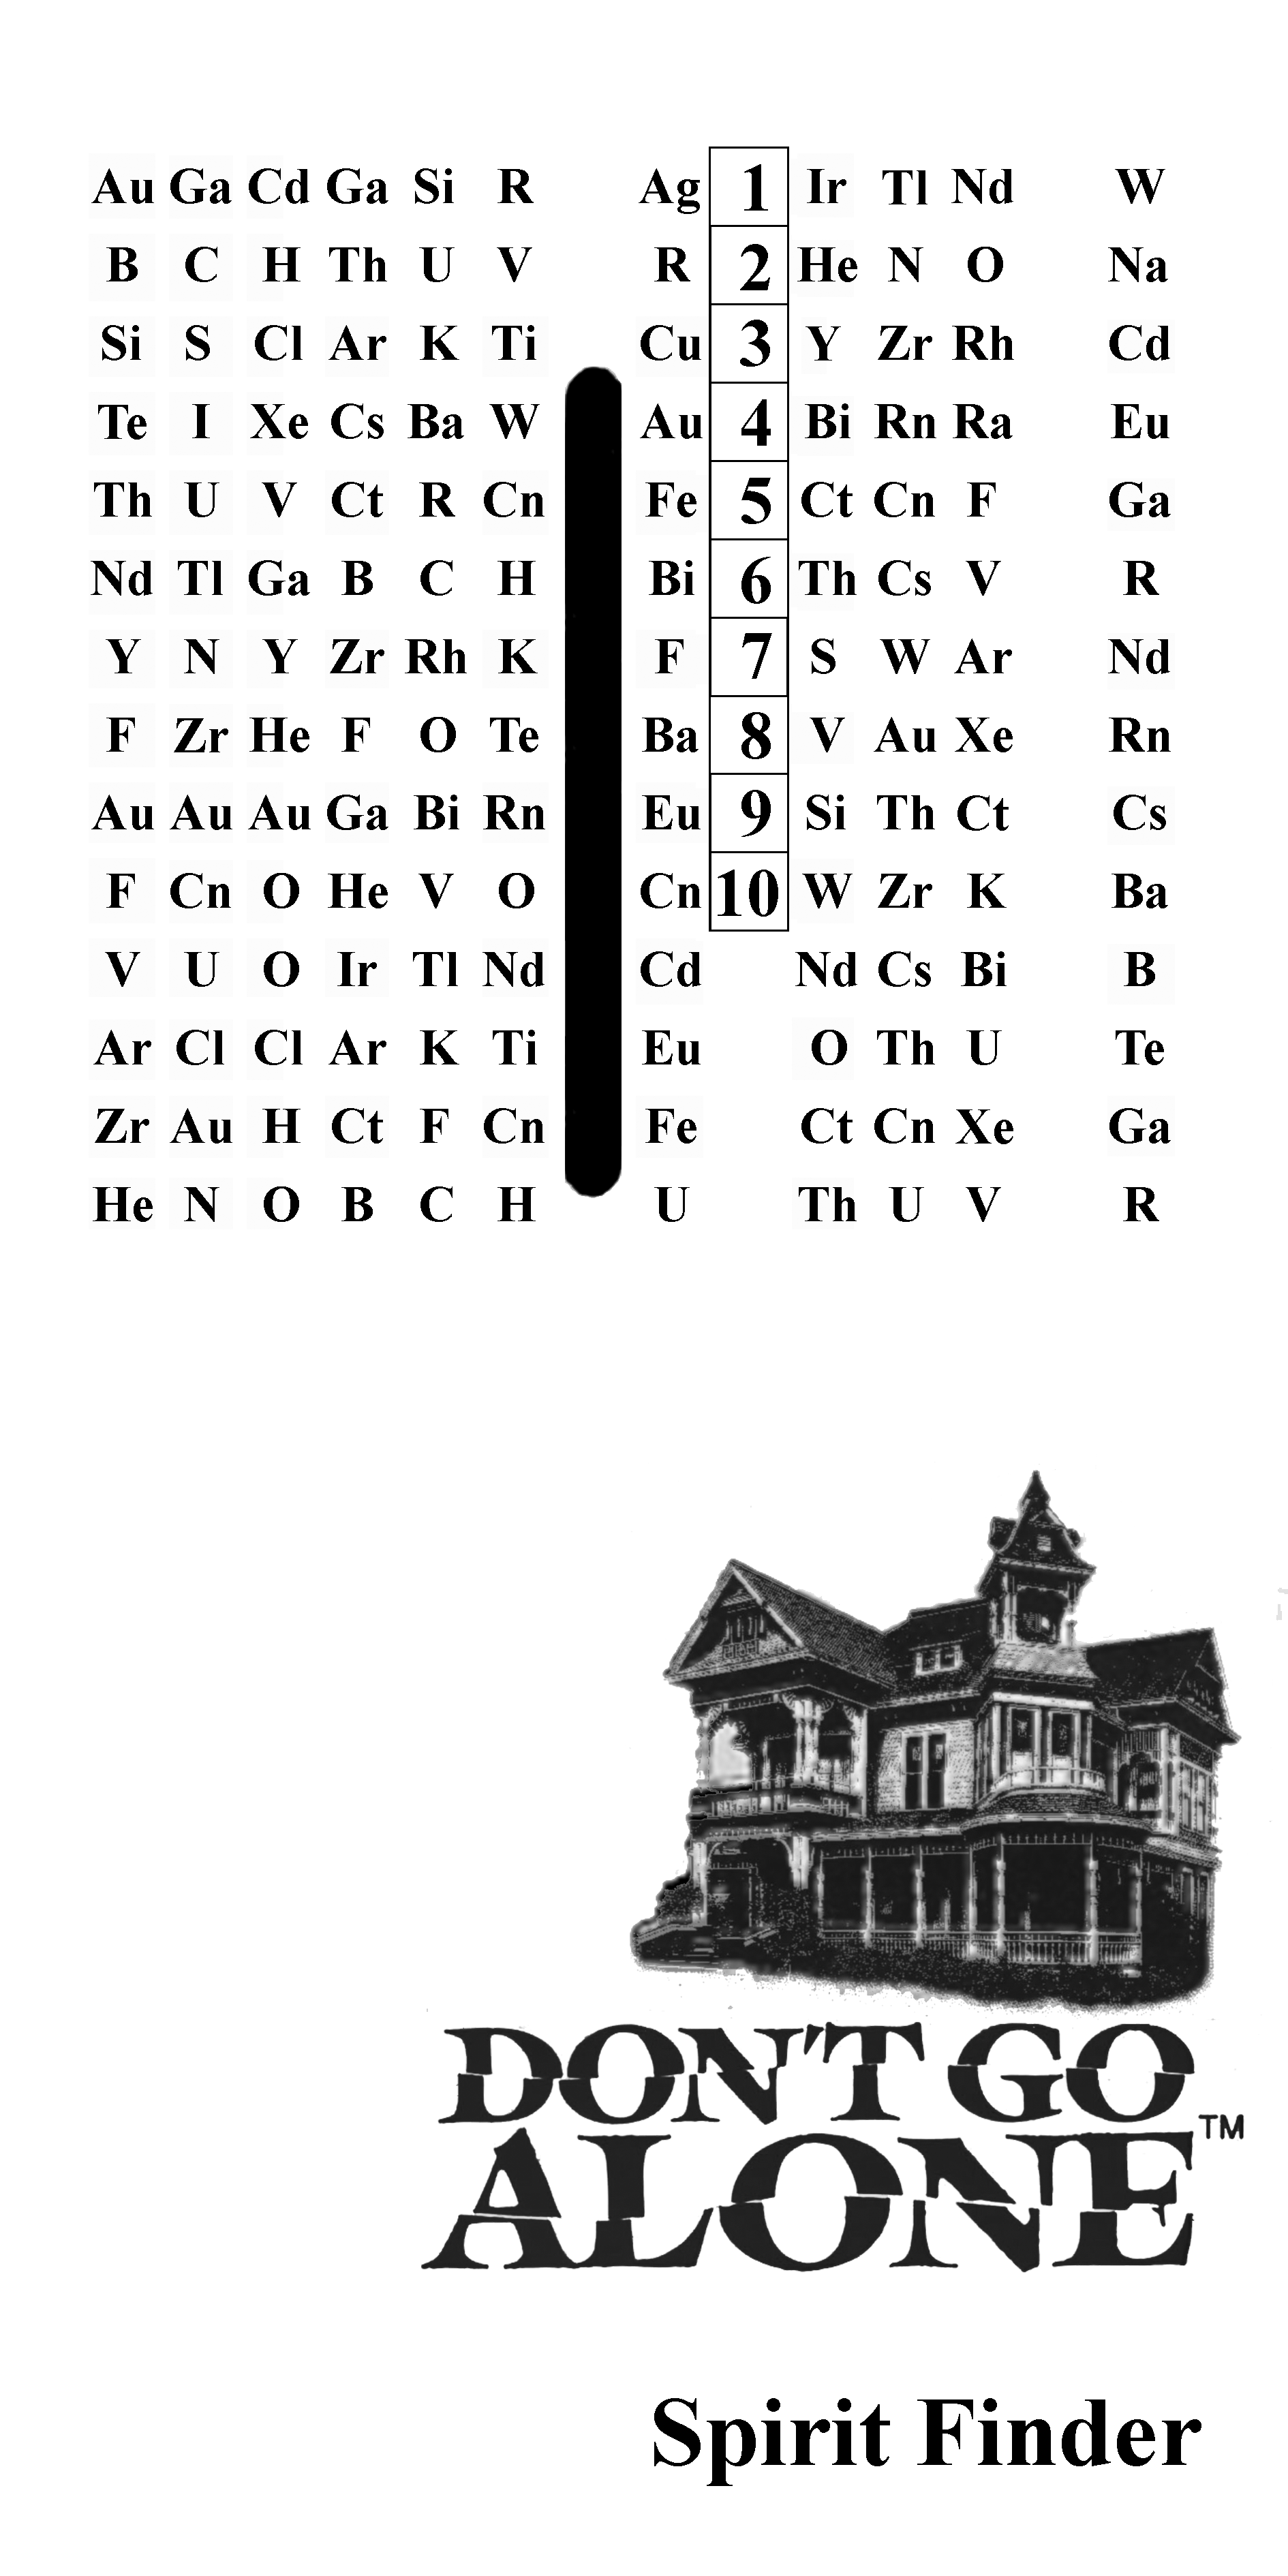 Au Ga Cd Ga Si R Ag 1 Ir Tl Nd W
B C H Th U V R 2 He N O Na
Si S Cl Ar K Ti Cu 3 Y Zr Rh Cd
Te I Xe Cs Ba W Au 4 Bi Rn Ra Eu
Th U V Ct R Cn Fe 5 Ct Cn F Ga
Nd Tl Ga B C H Bi 6 Th Cs V R
Y N Y Zr Rh K F 7 S W Ar Nd
F Zr He F O Te Ba 8 V Au Xe Rn
Au Au Au Ga Bi Rn Eu 9 Si Th Ct Cs
F Cn O He V O Cn 10 W Zr K Ba
V U O Ir Tl Nd Cd Nd Cs Bi B
Ar Cl Cl Ar K Ti Eu O Th U Te
Zr Au H Ct F Cn Fe Ct Cn Xe Ga
He N O B C H U Th U V R
DON'T GO
ALONE™
Spirit Finder